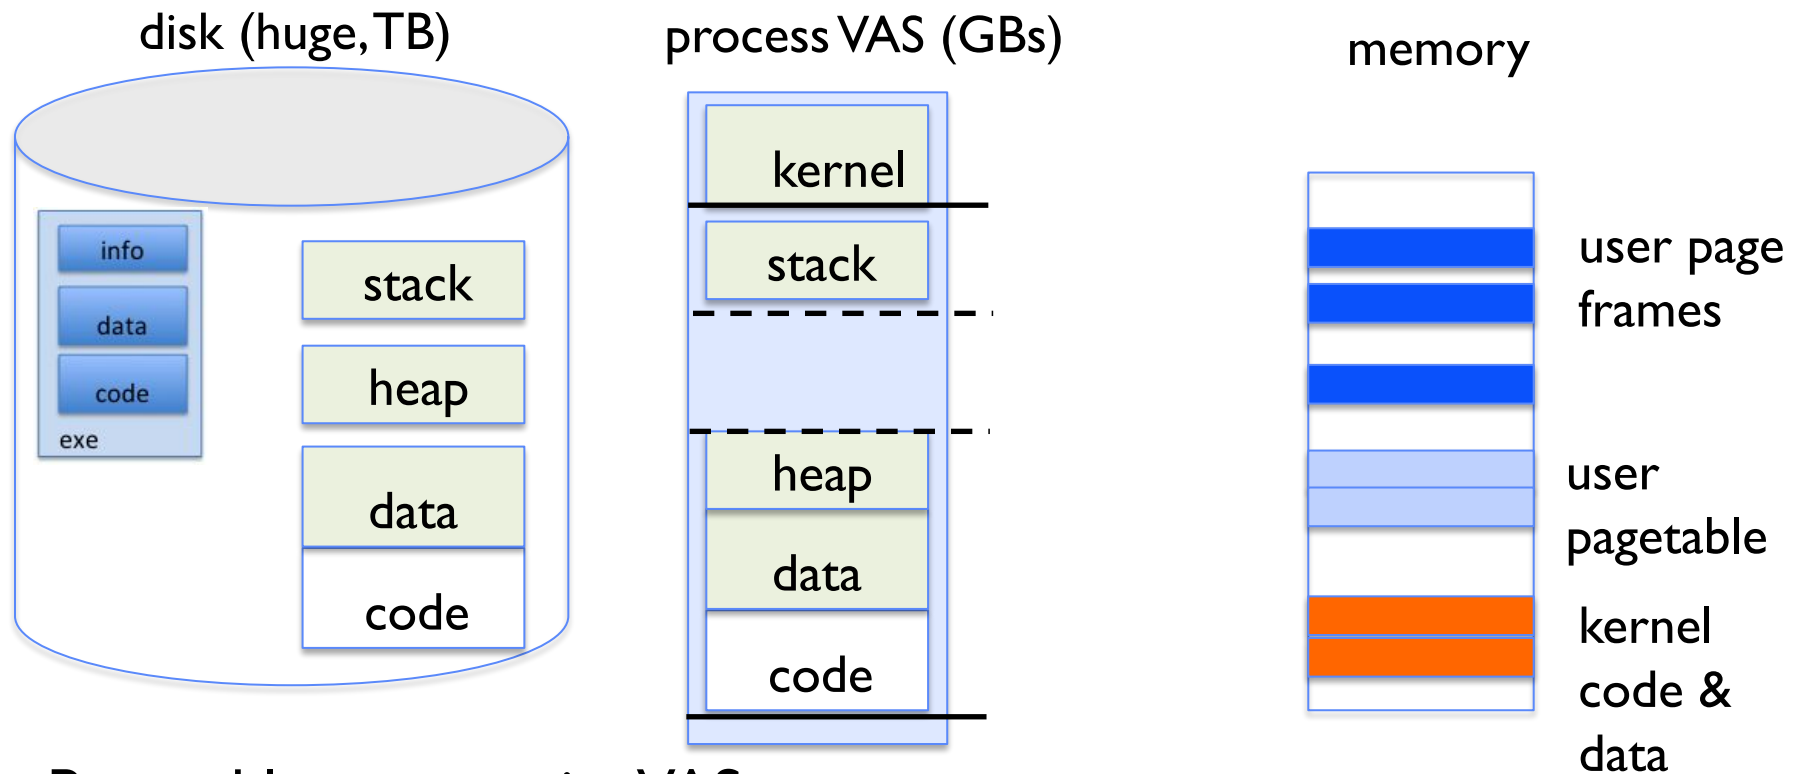 disk (huge, TB)
process VAS (GBs)
memory
info
data
code
exe
stack
heap
data
code
kernel
stack
heap
data
code
user page
frames
user
pagetable
kernel
code &
data
VAS